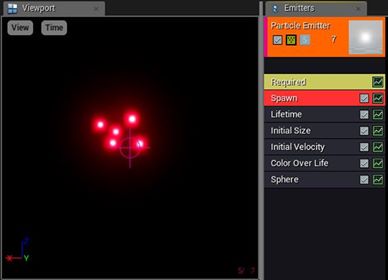 Viewport
Emitters
View
Time
Particle Emitter
S
7
Required
Spawn
Lifetime
Initial Size
Initial Velocity
Color Over Life
Sphere
X
Y